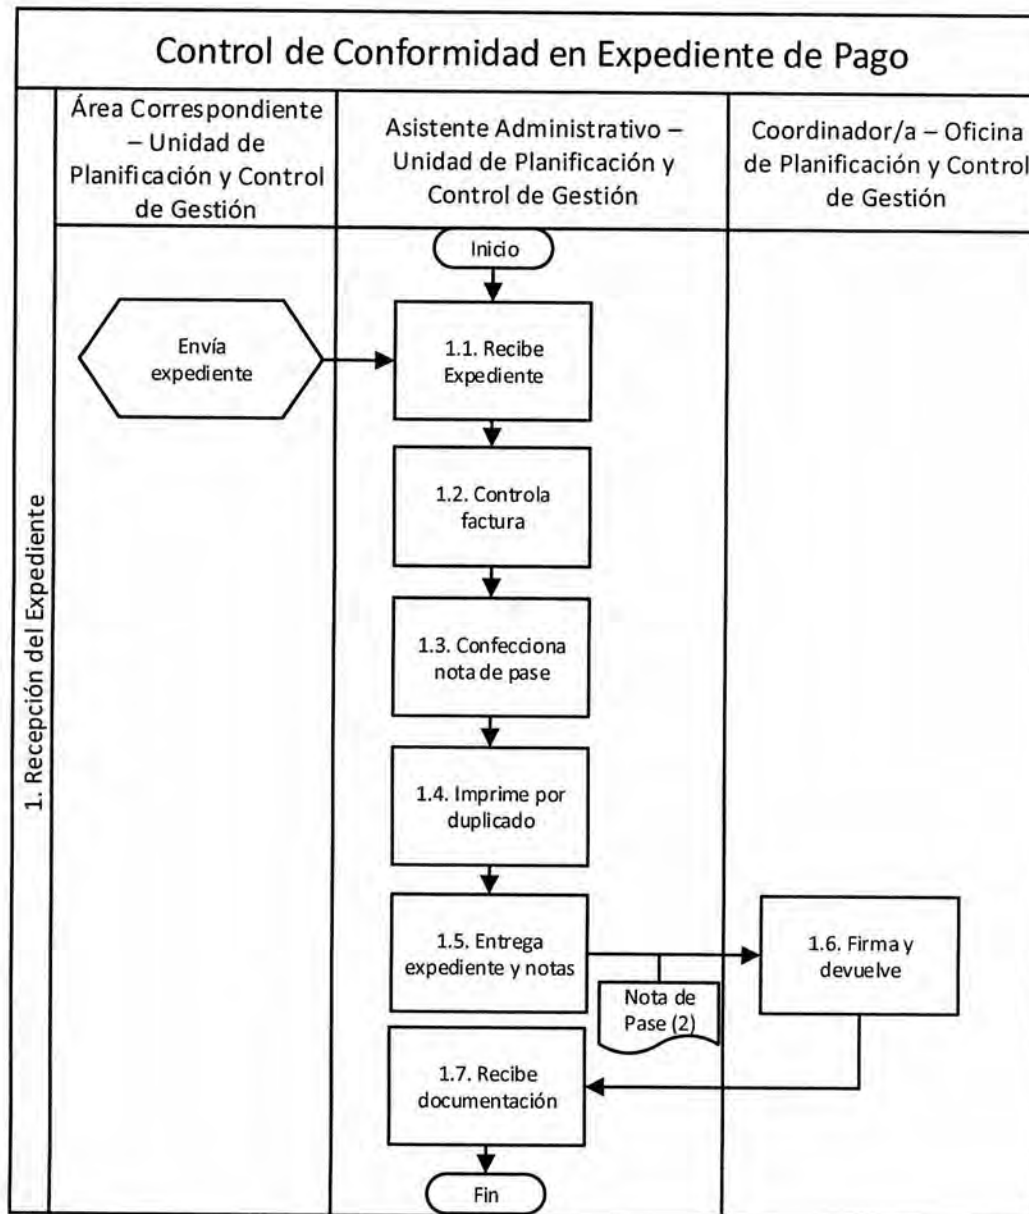 Control de Conformidad en Expediente de Pago
Área Correspondiente
– Unidad de
Planificación y Control
de Gestión
Asistente Administrativo –
Unidad de Planificación y
Control de Gestión
Coordinador/a – Oficina
de Planificación y Control
de Gestión
1. Recepción del Expediente
Inicio
Envía
expediente
1.1. Recibe
Expediente
1.2. Controla
factura
1.3. Confecciona
nota de pase
1.4. Imprime por
duplicado
1.5. Entrega
expediente y notas
Nota de
Pase (2)
1.6. Firma y
devuelve
1.7. Recibe
documentación
Fin